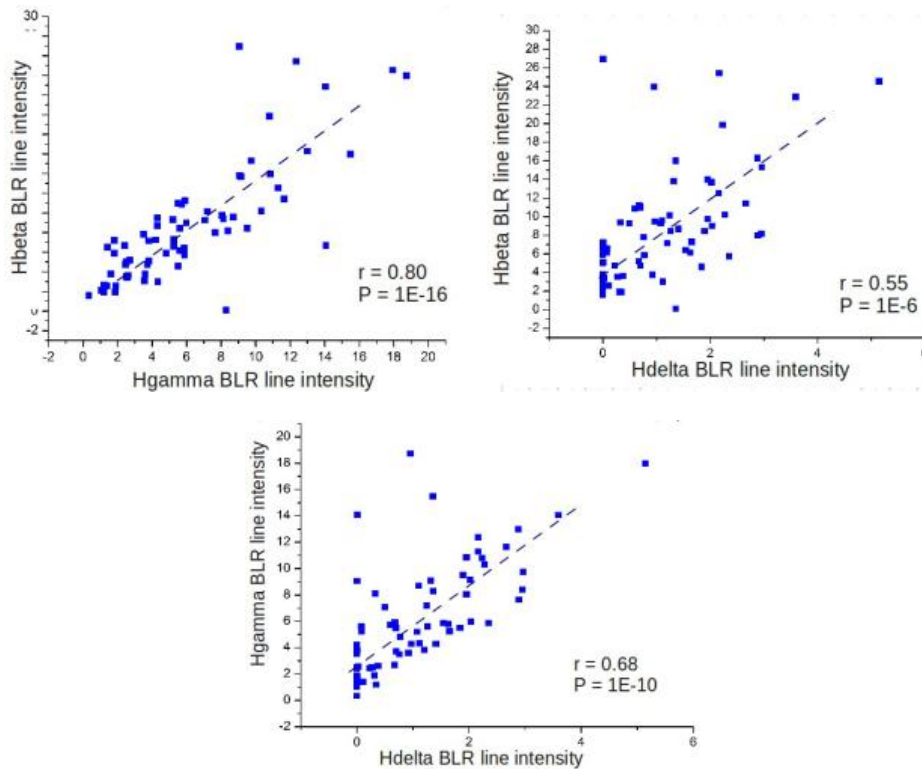 30
Hbeta BLR line intensity
-2
-2 0 2 4 6 8 10 12 14 16 18 20
Hgamma BLR line intensity
r = 0.80
P = 1E-16
30
28
26
24
22
20
18
16
14
12
10
8
6
4
2
0
-2
Hbeta BLR line intensity
0 2 4
Hdelta BLR line intensity
r = 0.55
P = 1E-6
20
18
16
14
12
10
8
6
4
2
0
-2
Hgamma BLR line intensity
0 2 4 6
Hdelta BLR line intensity
r = 0.68
P = 1E-10